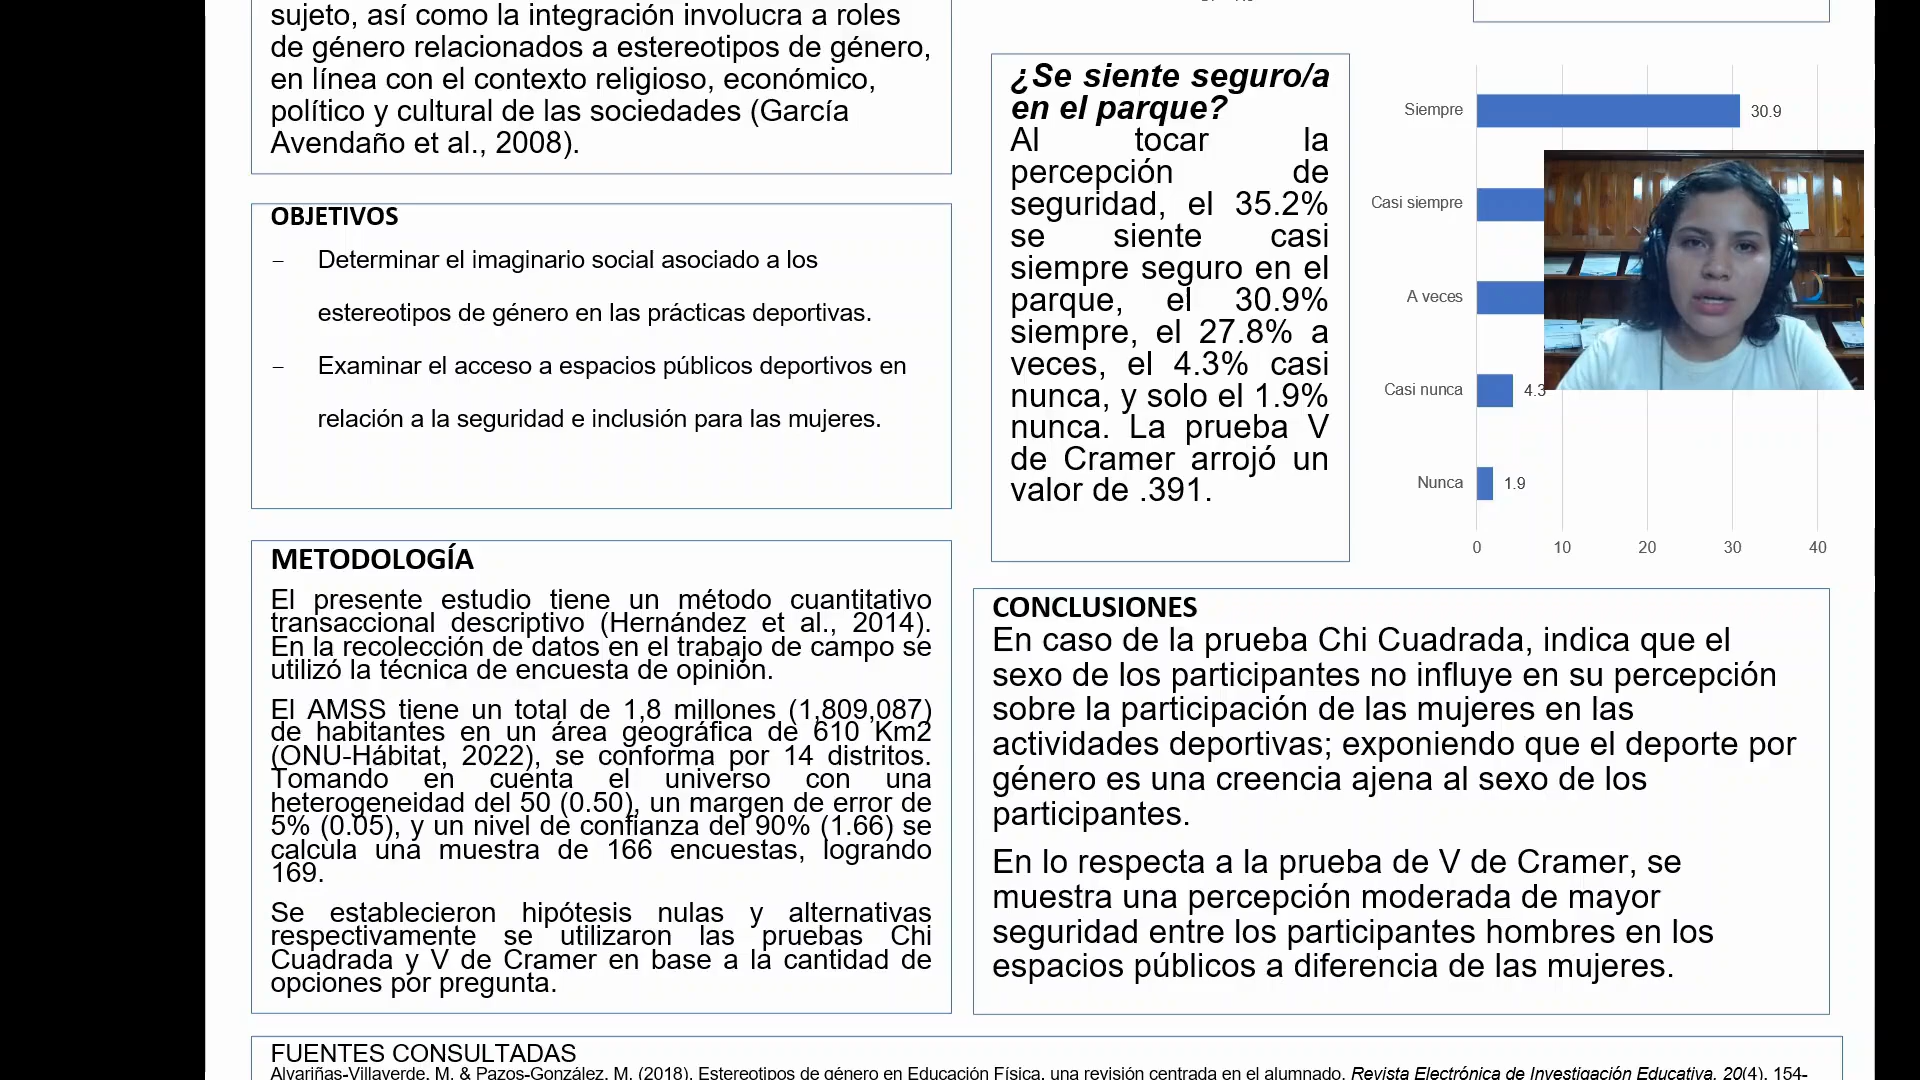 sujeto, así como la integración involucra a roles
de género relacionados a estereotipos de género,
en línea con el contexto religioso, económico,
político y cultural de las sociedades (García
Avendaño et al., 2008).
OBJETIVOS
– Determinar el imaginario social asociado a los
estereotipos de género en las prácticas deportivas.
– Examinar el acceso a espacios públicos deportivos en
relación a la seguridad e inclusión para las mujeres.
METODOLOGÍA
El presente estudio tiene un método cuantitativo
transaccional descriptivo (Hernández et al., 2014).
En la recolección de datos en el trabajo de campo se
utilizó la técnica de encuesta de opinión.
El AMSS tiene un total de 1,8 millones (1,809,087)
de habitantes en un área geográfica de 610 Km2
(ONU-Hábitat, 2022), se conforma por 14 distritos.
Tomando en cuenta el universo con una
heterogeneidad del 50 (0.50), un margen de error de
5% (0.05), y un nivel de confianza del 90% (1.66) se
calcula una muestra de 166 encuestas, logrando
169.
Se establecieron hipótesis nulas y alternativas
respectivamente se utilizaron las pruebas Chi
Cuadrada y V de Cramer en base a la cantidad de
opciones por pregunta.
¿Se siente seguro/a
en el parque?
Al tocar la
percepción de
seguridad, el 35.2%
se siente casi
siempre seguro en el
parque, el 30.9%
siempre, el 27.8% a
veces, el 4.3% casi
nunca, y solo el 1.9%
nunca. La prueba V
de Cramer arrojó un
valor de .391.
Siempre 30.9
Casi siempre
A veces
Casi nunca 4.3
Nunca 1.9
0 10 20 30 40
CONCLUSIONES
En caso de la prueba Chi Cuadrada, indica que el
sexo de los participantes no influye en su percepción
sobre la participación de las mujeres en las
actividades deportivas; exponiendo que el deporte por
género es una creencia ajena al sexo de los
participantes.
En lo respecta a la prueba de V de Cramer, se
muestra una percepción moderada de mayor
seguridad entre los participantes hombres en los
espacios públicos a diferencia de las mujeres.
FUENTES CONSULTADAS
Alvariñas-Villaverde, M. & Pazos-González, M. (2018). Estereotipos de género en Educación Física, una revisión centrada en el alumnado. Revista Electrónica de Investigación Educativa, 20(4), 154-